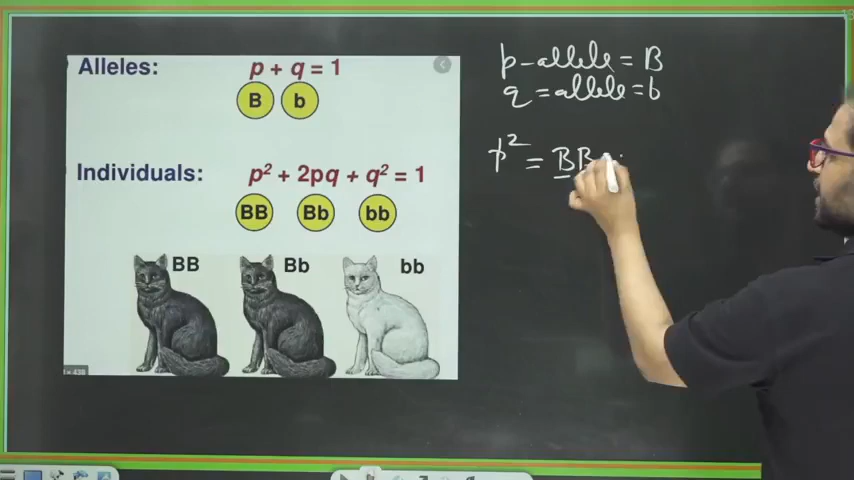 Alleles: p + q = 1
B b
Individuals: p² + 2pq + q² = 1
BB Bb bb
BB Bb bb
p-allele = B
q = allele = b
p² = BB